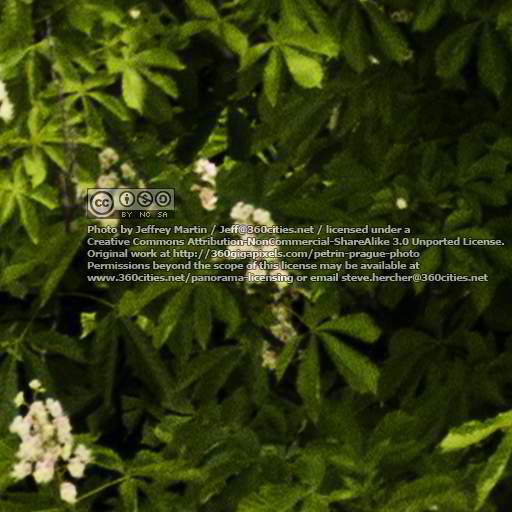 cc
BY NC SA
Photo by Jeffrey Martin / Jeff@360cities.net / licensed under a
Creative Commons Attribution-NonCommercial-ShareAlike 3.0 Unported License.
Original work at http://360gigapixels.com/petrin-prague-photo
Permissions beyond the scope of this license may be available at
www.360cities.net/panorama-licensing or email steve.hercher@360cities.net